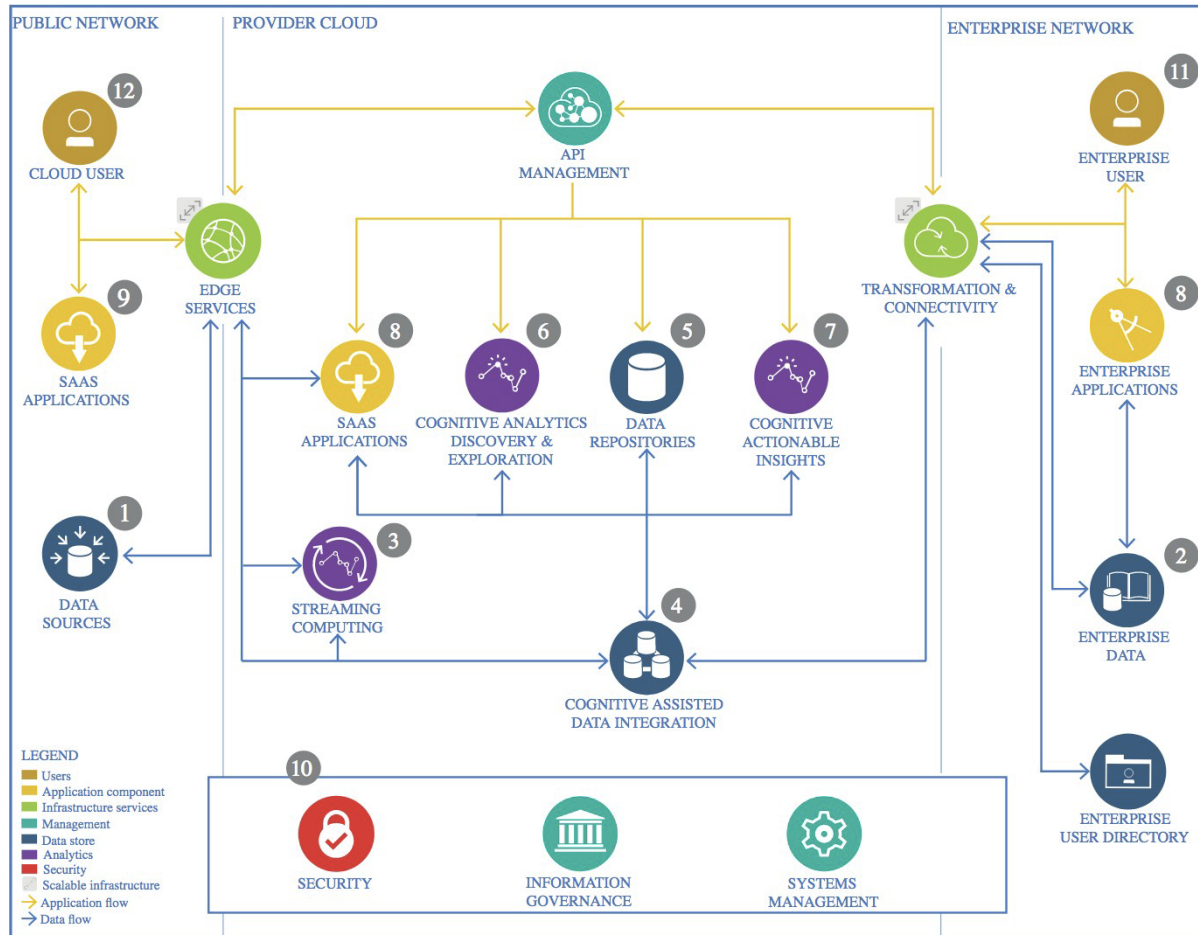 PUBLIC NETWORK
PROVIDER CLOUD
ENTERPRISE NETWORK
12
CLOUD USER
API
MANAGEMENT
11
ENTERPRISE
USER
EDGE
SERVICES
TRANSFORMATION &
CONNECTIVITY
9
SAAS
APPLICATIONS
8
SAAS
APPLICATIONS
6
COGNITIVE ANALYTICS
DISCOVERY &
EXPLORATION
5
DATA
REPOSITORIES
7
COGNITIVE
ACTIONABLE
INSIGHTS
8
ENTERPRISE
APPLICATIONS
1
DATA
SOURCES
3
STREAMING
COMPUTING
4
COGNITIVE ASSISTED
DATA INTEGRATION
2
ENTERPRISE
DATA
ENTERPRISE
USER DIRECTORY
LEGEND
Users
Application component
Infrastructure services
Management
Data store
Analytics
Security
Scalable infrastructure
Application flow
Data flow
10
SECURITY
INFORMATION
GOVERNANCE
SYSTEMS
MANAGEMENT